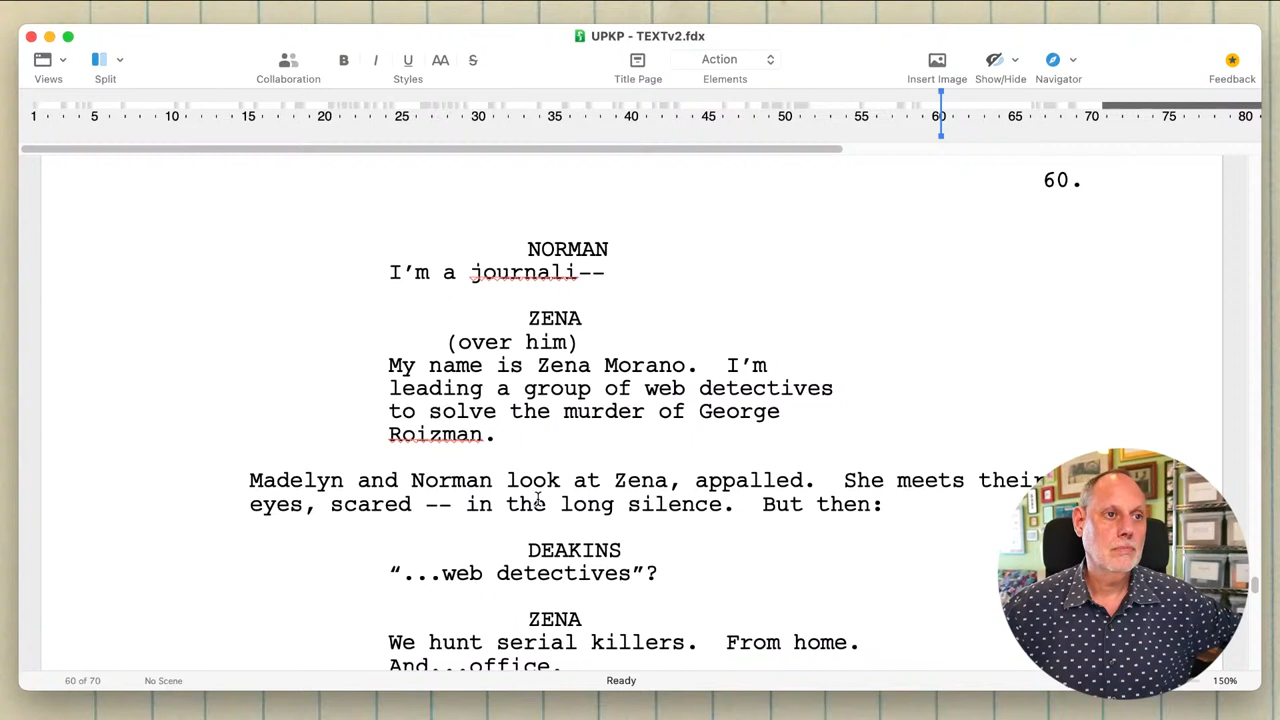 UPKP - TEXTv2.fdx
Views
Split
Collaboration
B I U AA S
Styles
Title Page
Action
Elements
Insert Image
Show/Hide
Navigator
Feedback
1 5 10 15 20 25 30 35 40 45 50 55 60 65 70 75 80
60.
NORMAN
I’m a journali--
ZENA
(over him)
My name is Zena Morano.  I’m
leading a group of web detectives
to solve the murder of George
Roizman.
Madelyn and Norman look at Zena, appalled.  She meets their
eyes, scared -- in the long silence.  But then:
DEAKINS
“...web detectives”?
ZENA
We hunt serial killers.  From home.
And...office.
60 of 70
No Scene
Ready
150%